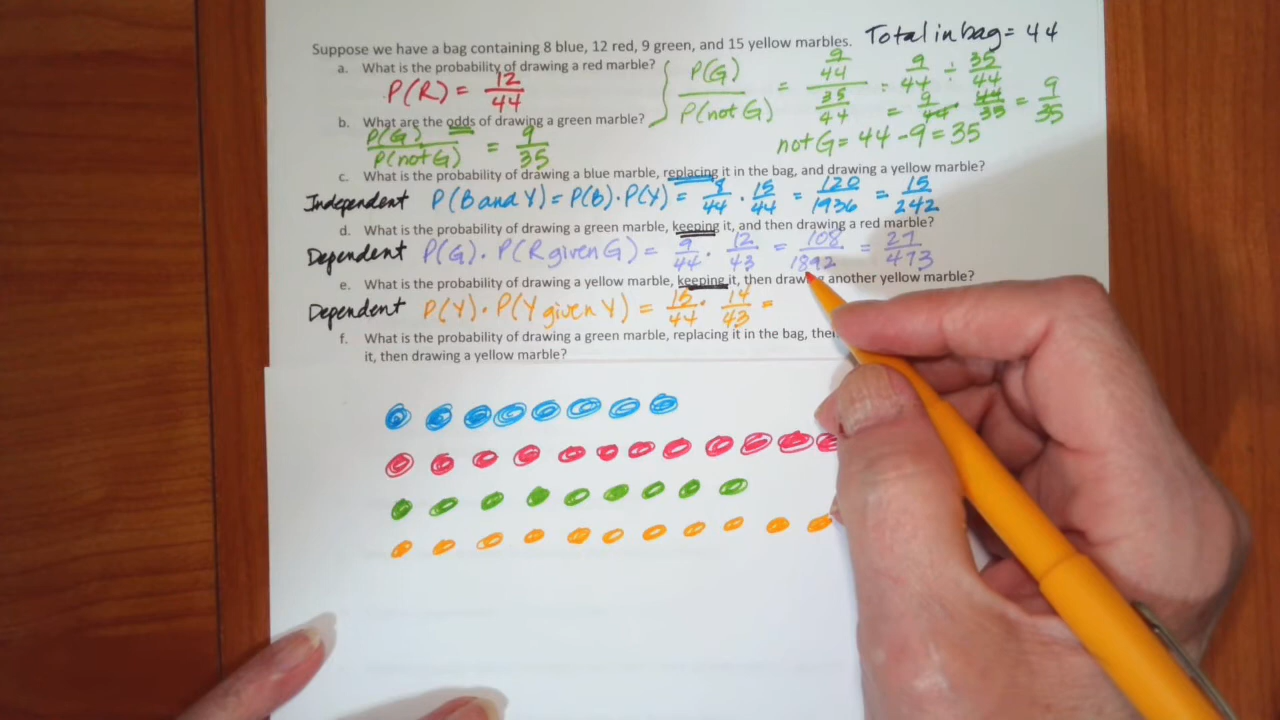 Suppose we have a bag containing 8 blue, 12 red, 9 green, and 15 yellow marbles. Total in bag = 44
a. What is the probability of drawing a red marble?
P(R) = 12/44
P(G)/P(not G) = 9/44 / 35/44 = 9/44 ÷ 35/44
= 9/44 · 44/35 = 9/35
b. What are the odds of drawing a green marble?
P(G)/P(not G) = 9/35
not G = 44 - 9 = 35
c. What is the probability of drawing a blue marble, replacing it in the bag, and drawing a yellow marble?
Independent P(B and Y) = P(B) · P(Y) = 8/44 · 15/44 = 120/1936 = 15/242
d. What is the probability of drawing a green marble, keeping it, and then drawing a red marble?
Dependent P(G) · P(R given G) = 9/44 · 12/43 = 108/1892 = 27/473
e. What is the probability of drawing a yellow marble, keeping it, then drawing another yellow marble?
Dependent P(Y) · P(Y given Y) = 15/44 · 14/43 =
f. What is the probability of drawing a green marble, replacing it in the bag,
it, then drawing a yellow marble?